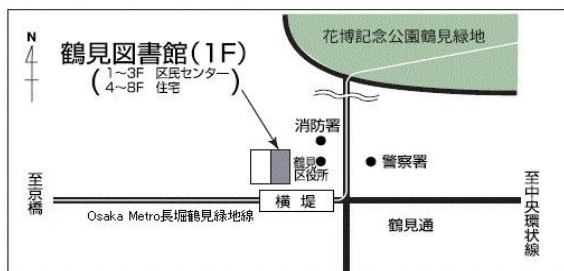 N
花博記念公園鶴見緑地
鶴見図書館(1F)
1~3F 区民センター
4~8F 住宅
消防署
鶴見
区役所
警察署
至京橋
横堤
Osaka Metro長堀鶴見緑地線
鶴見通
至中央環状線